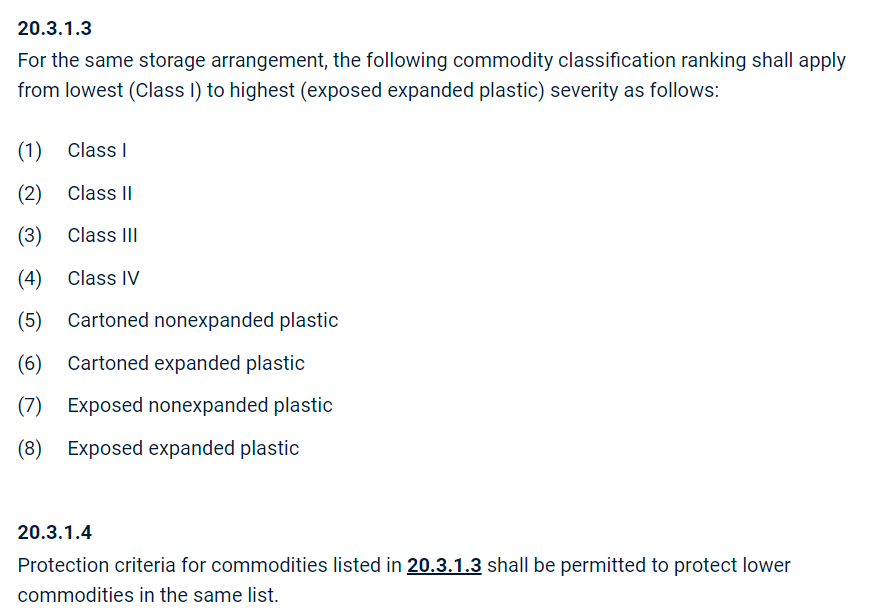 20.3.1.3
For the same storage arrangement, the following commodity classification ranking shall apply
from lowest (Class I) to highest (exposed expanded plastic) severity as follows:
(1) Class I
(2) Class II
(3) Class III
(4) Class IV
(5) Cartoned nonexpanded plastic
(6) Cartoned expanded plastic
(7) Exposed nonexpanded plastic
(8) Exposed expanded plastic
20.3.1.4
Protection criteria for commodities listed in 20.3.1.3 shall be permitted to protect lower
commodities in the same list.